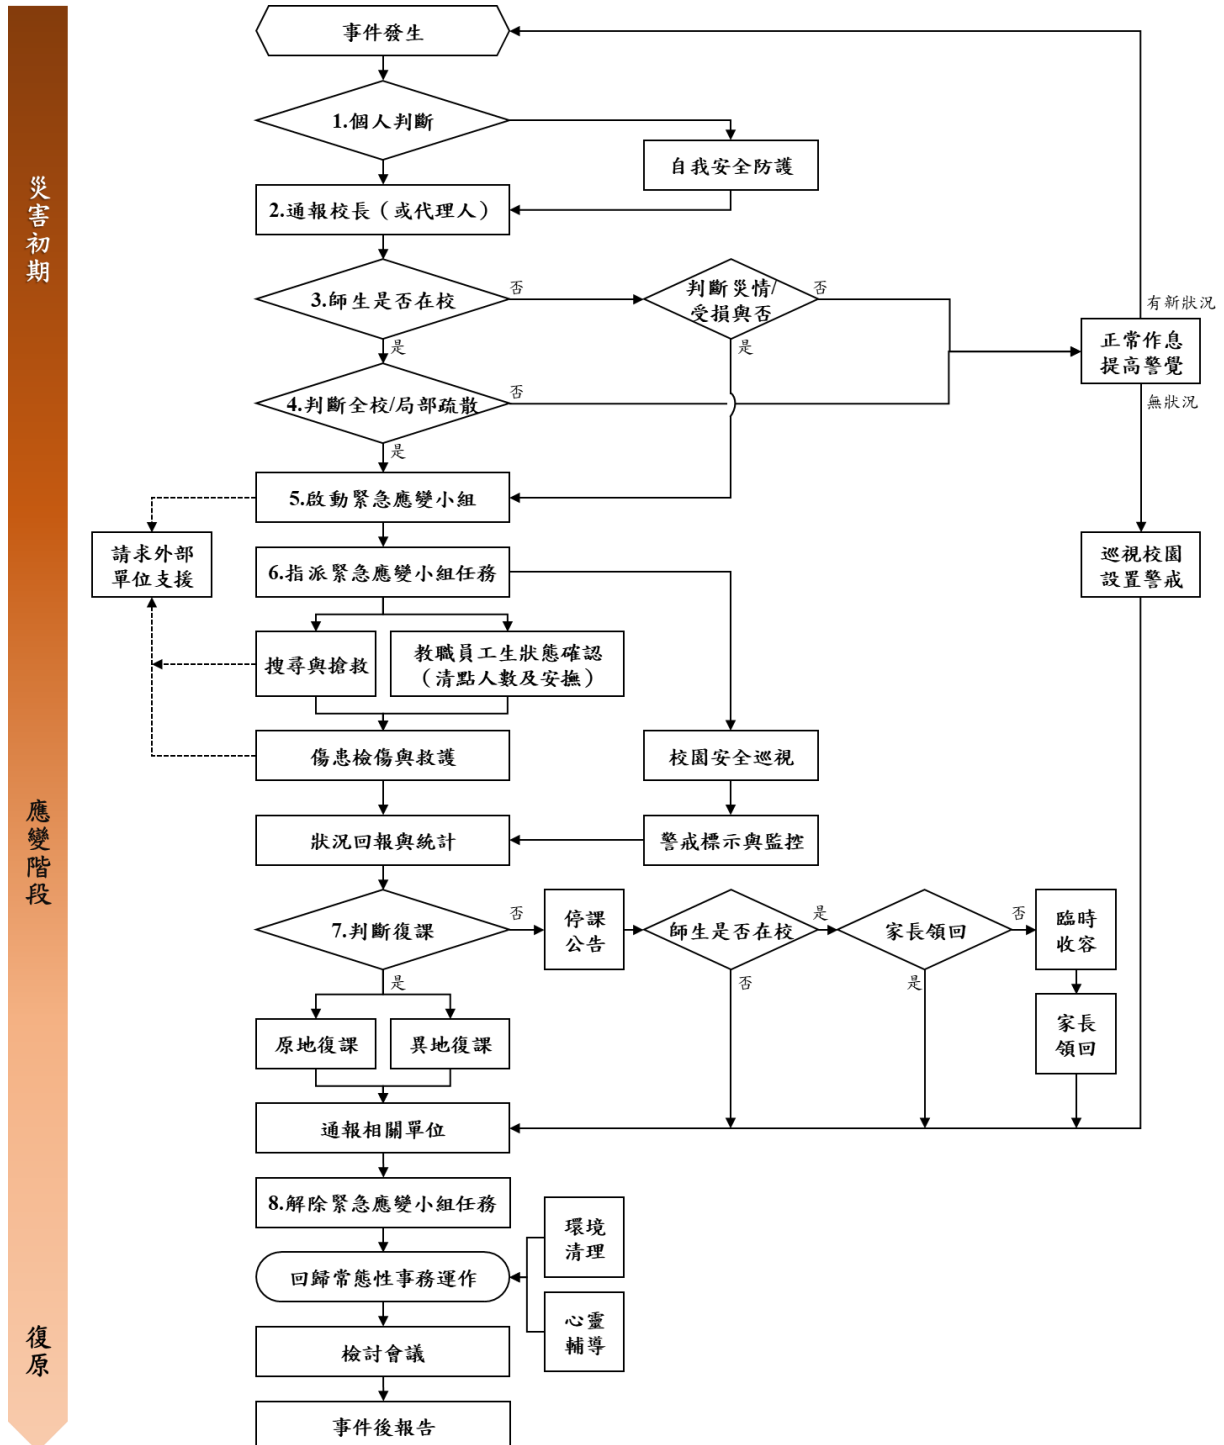 災害初期
應變階段
復原
事件發生
1.個人判斷
自我安全防護
2.通報校長（或代理人）
3.師生是否在校
否
判斷災情/
受損與否
否
有新狀況
正常作息
提高警覺
是
是
4.判斷全校/局部疏散
否
無狀況
是
5.啟動緊急應變小組
請求外部
單位支援
6.指派緊急應變小組任務
巡視校園
設置警戒
搜尋與搶救
教職員工生狀態確認
（清點人數及安撫）
傷患檢傷與救護
校園安全巡視
狀況回報與統計
警戒標示與監控
7.判斷復課
否
停課
公告
師生是否在校
是
家長領回
否
臨時
收容
是
否
是
原地復課
異地復課
家長
領回
通報相關單位
8.解除緊急應變小組任務
環境
清理
回歸常態性事務運作
心靈
輔導
檢討會議
事件後報告